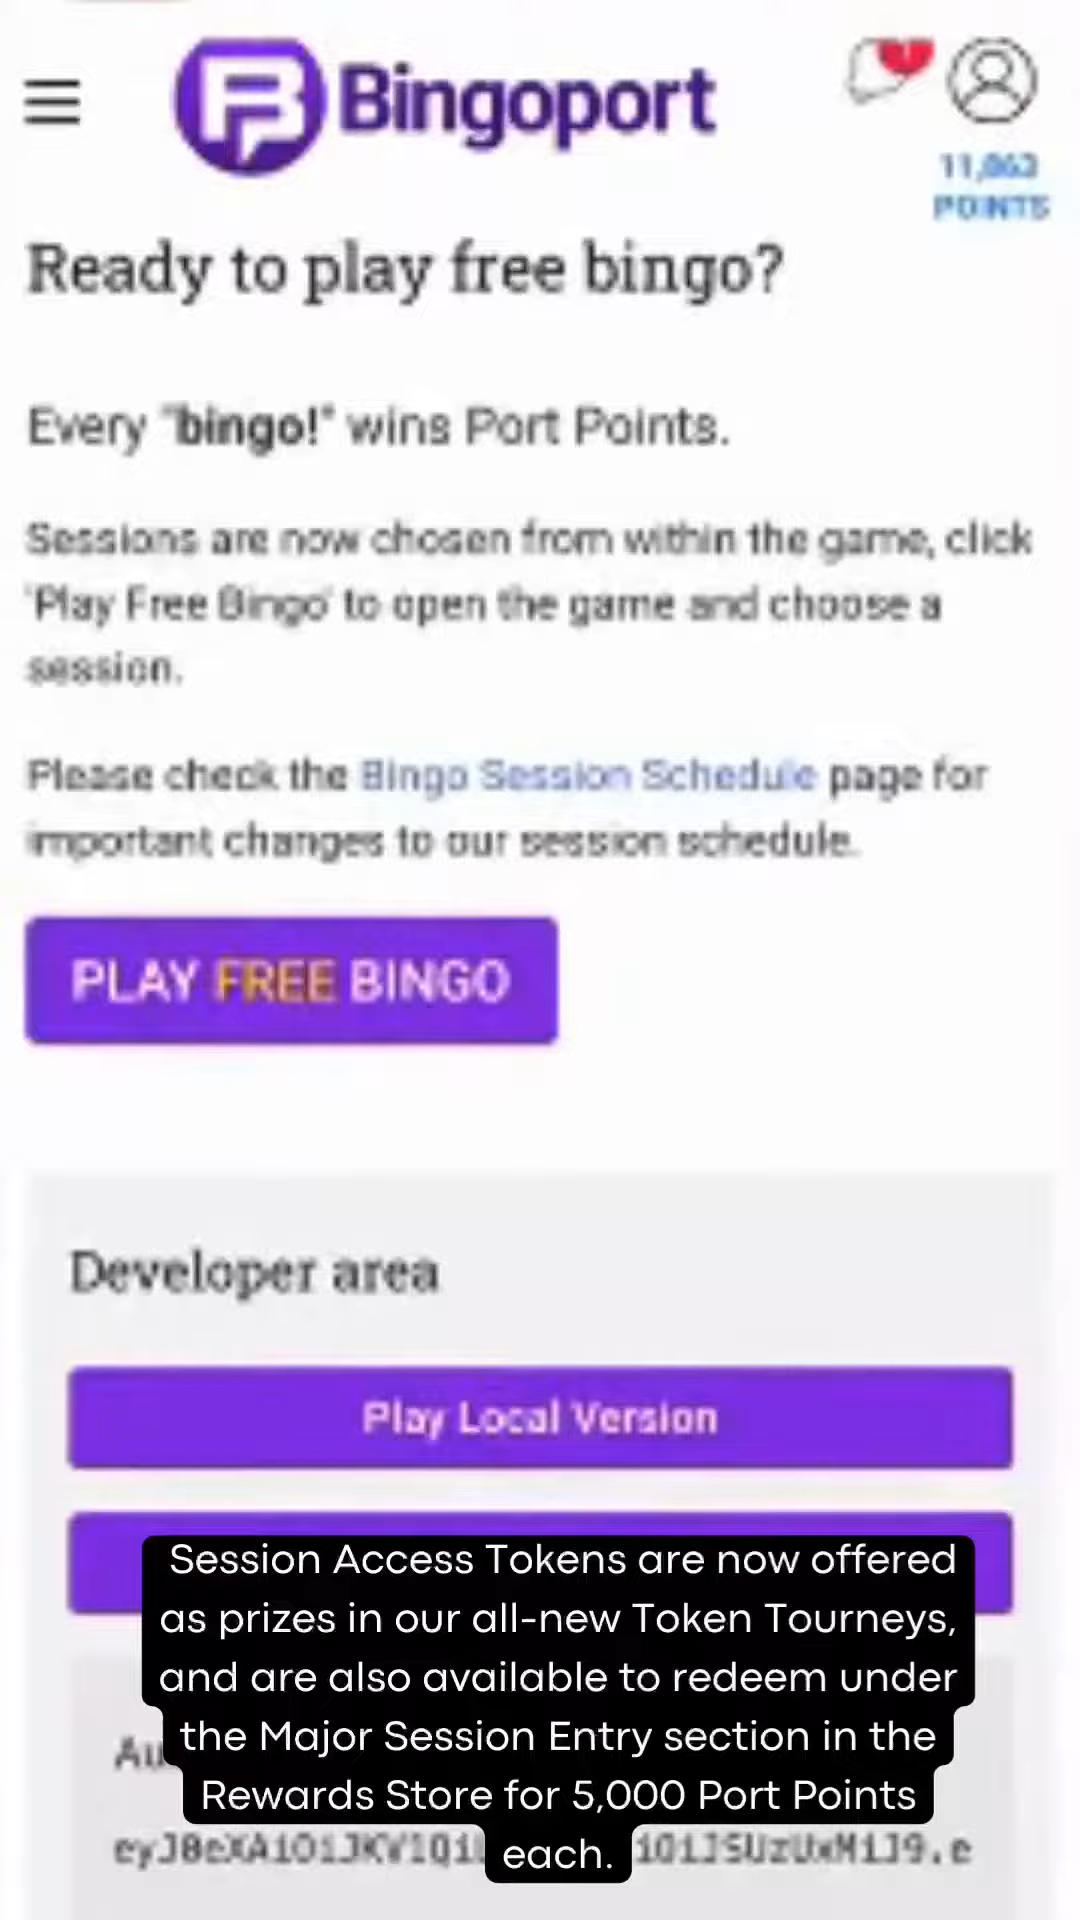 Bingoport
11,863
POINTS
Ready to play free bingo?
Every "bingo!" wins Port Points.
Sessions are now chosen from within the game, click
'Play Free Bingo' to open the game and choose a
session.
Please check the Bingo Session Schedule page for
important changes to our session schedule.
PLAY FREE BINGO
Developer area
Play Local Version
Session Access Tokens are now offered
as prizes in our all-new Token Tourneys,
and are also available to redeem under
the Major Session Entry section in the
Rewards Store for 5,000 Port Points
each.